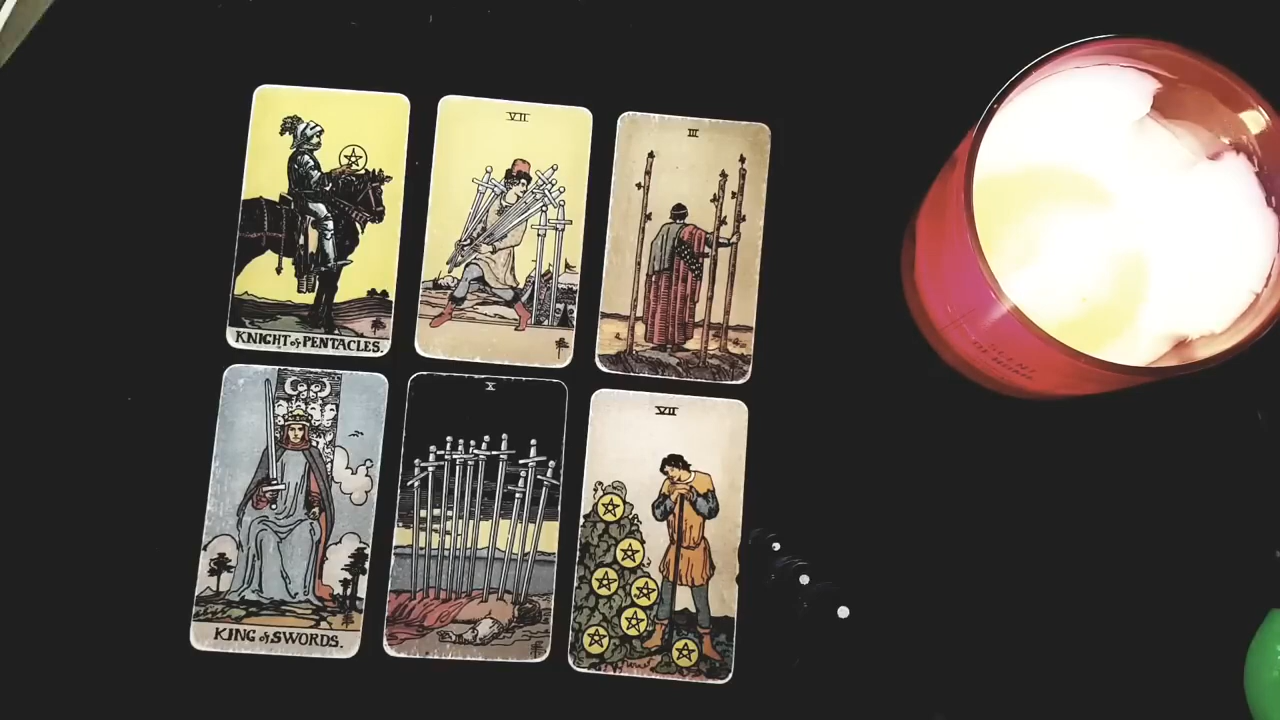 VII
III
KNIGHT of PENTACLES.
X
VII
KING of SWORDS.